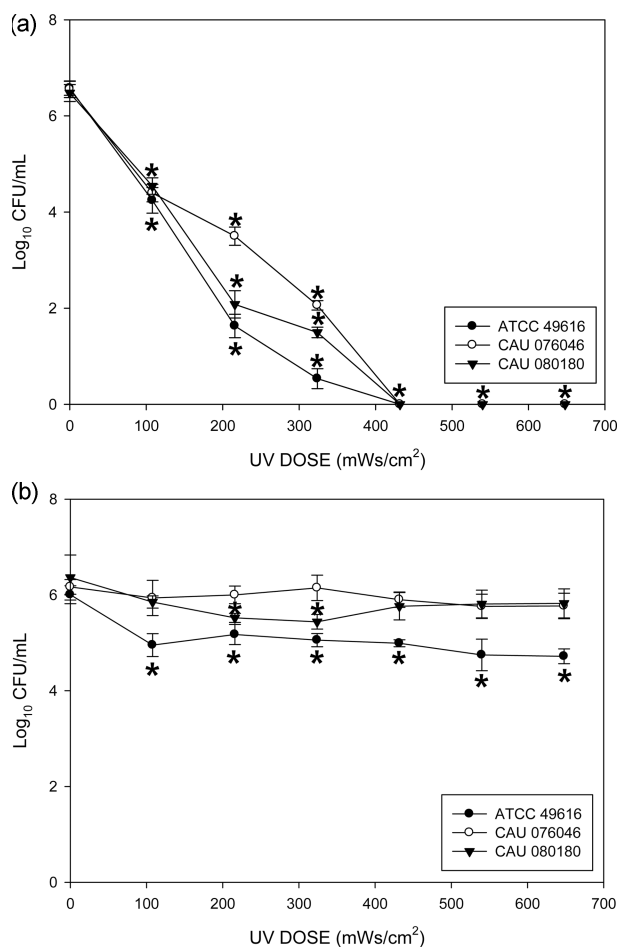 (a)
8
6
4
2
0
Log10 CFU/mL
* * * * * * * * * * *
ATCC 49616
CAU 076046
CAU 080180
0 100 200 300 400 500 600 700
UV DOSE (mWs/cm2)
(b)
8
6
4
2
0
Log10 CFU/mL
* * * * * * * *
ATCC 49616
CAU 076046
CAU 080180
0 100 200 300 400 500 600 700
UV DOSE (mWs/cm2)